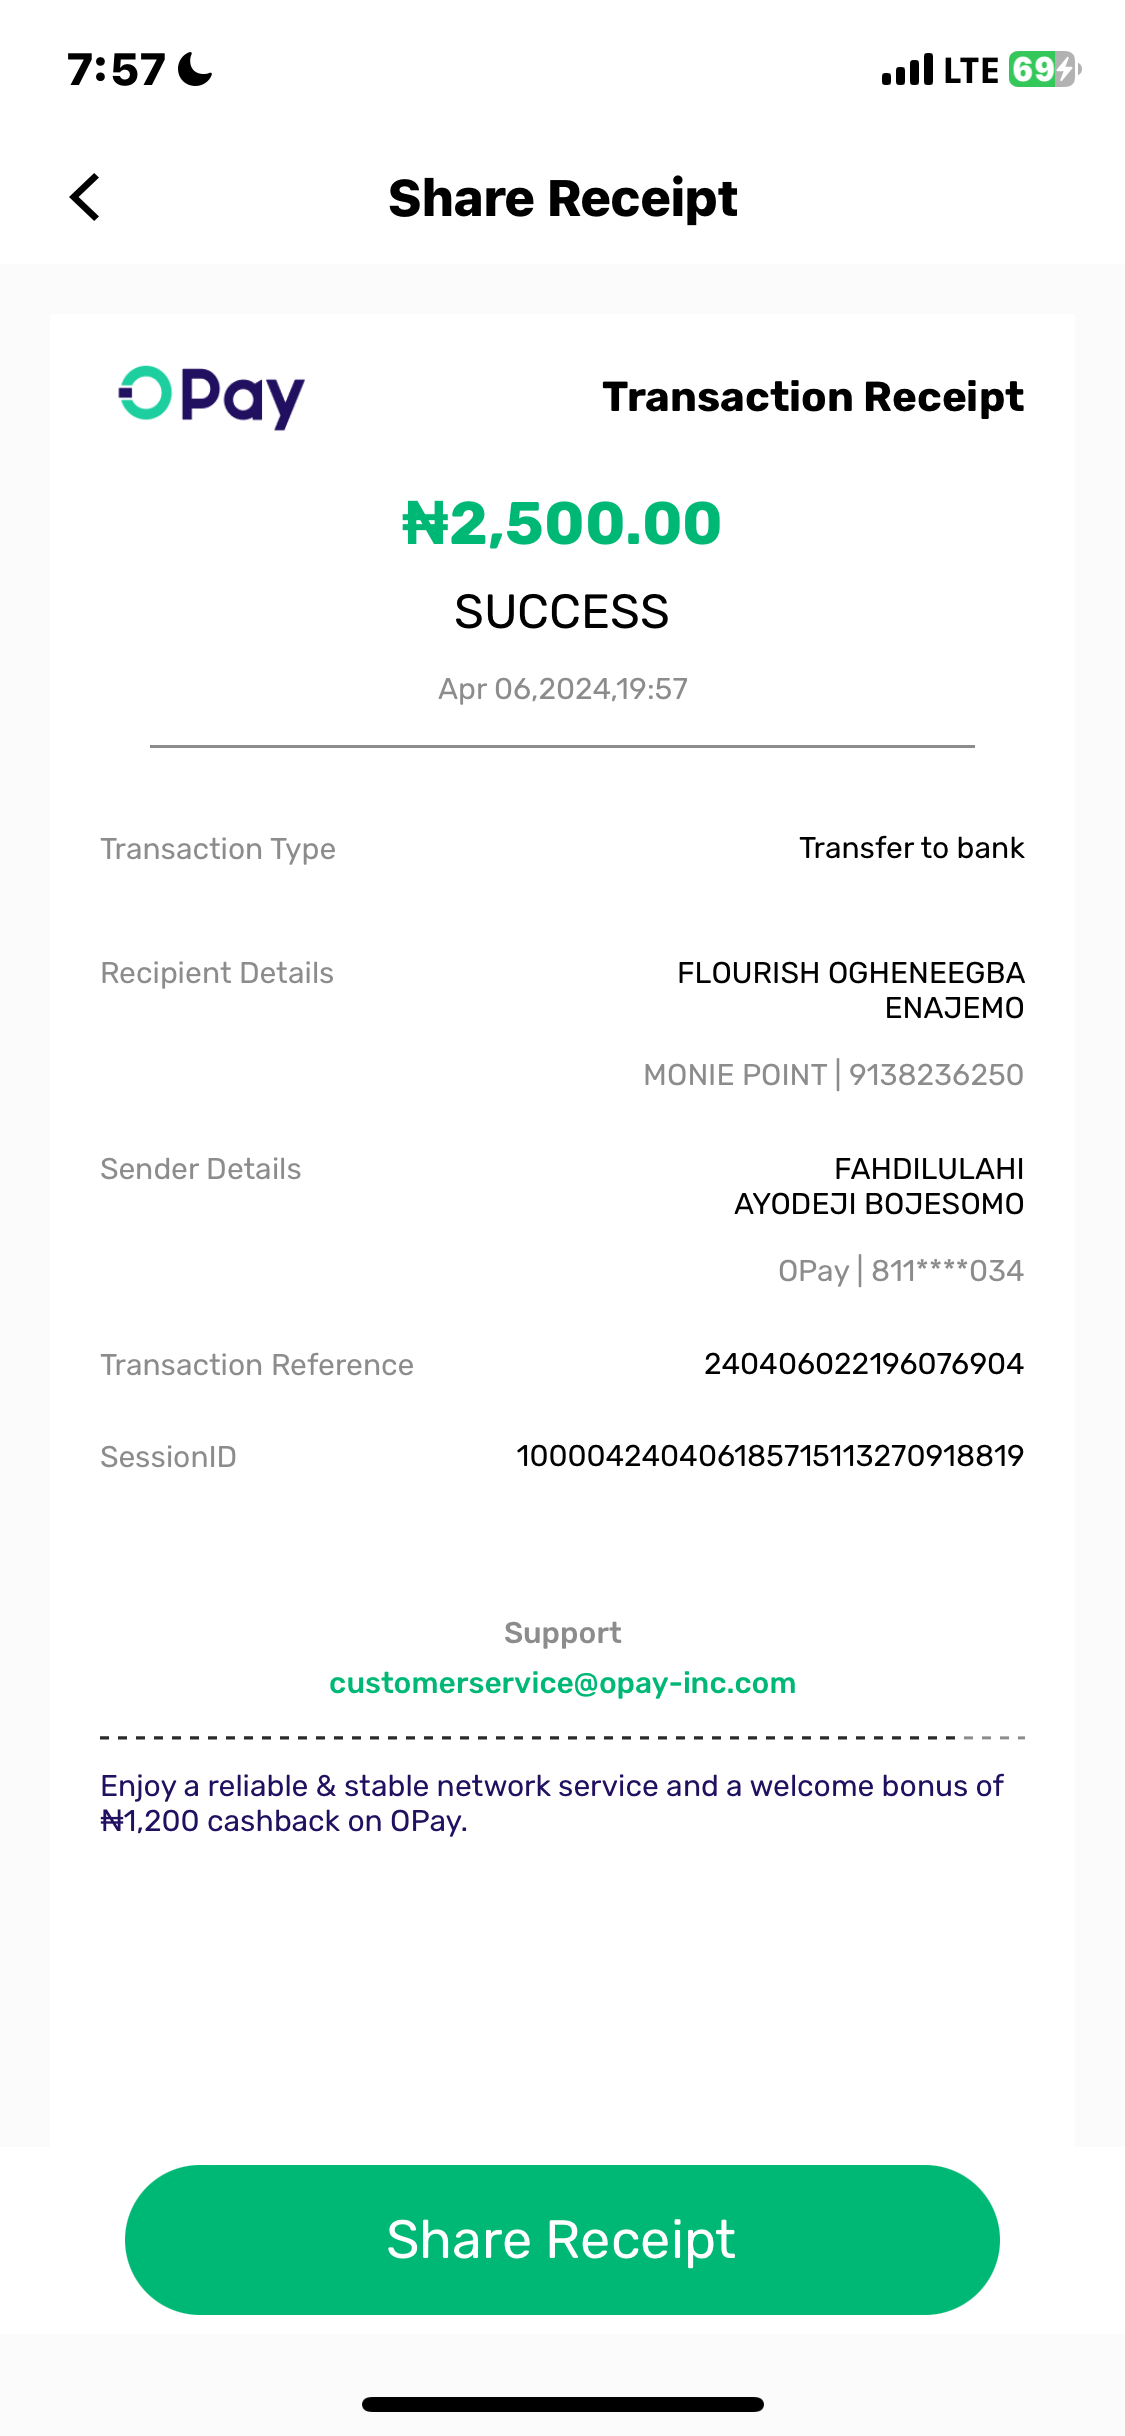 7:57
LTE 69
Share Receipt
OPay
Transaction Receipt
₦2,500.00
SUCCESS
Apr 06,2024,19:57
Transaction Type
Transfer to bank
Recipient Details
FLOURISH OGHENEEGBA
ENAJEMO
MONIE POINT | 9138236250
Sender Details
FAHDILULAHI
AYODEJI BOJESOMO
OPay | 811****034
Transaction Reference
240406022196076904
SessionID
100004240406185715113270918819
Support
customerservice@opay-inc.com
Enjoy a reliable & stable network service and a welcome bonus of
₦1,200 cashback on OPay.
Share Receipt